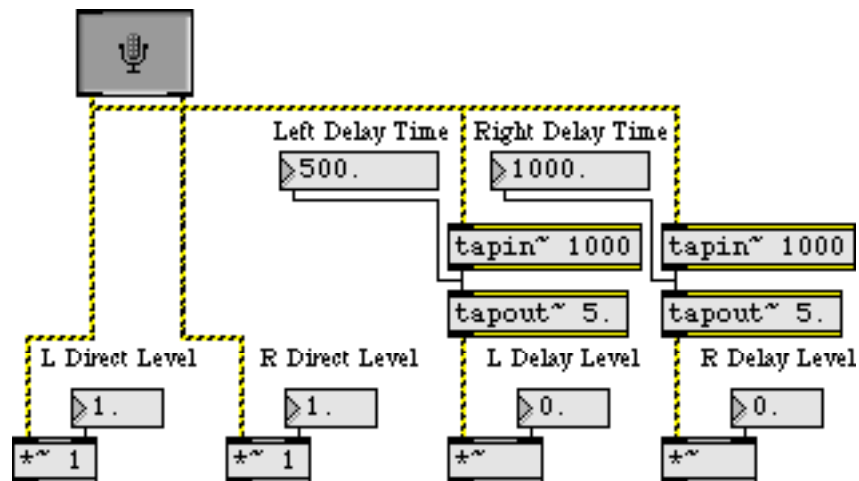 Left Delay Time
Right Delay Time
500.
1000.
tapin~ 1000
tapin~ 1000
tapout~ 5.
tapout~ 5.
L Direct Level
R Direct Level
L Delay Level
R Delay Level
1.
1.
0.
0.
*~ 1
*~ 1
*~
*~